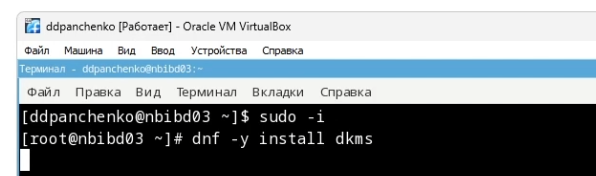 ddpanchenko [Работает] - Oracle VM VirtualBox
Файл Машина Вид Ввод Устройства Справка
Терминал - ddpanchenko@nbibd03:~
Файл Правка Вид Терминал Вкладки Справка
[ddpanchenko@nbibd03 ~]$ sudo -i
[root@nbibd03 ~]# dnf -y install dkms